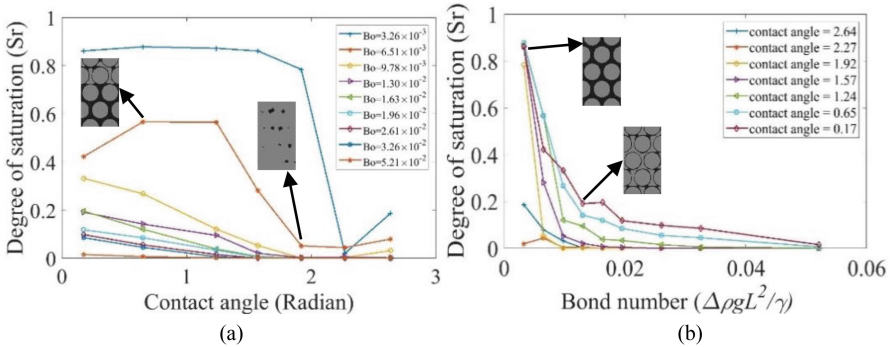 (a)
Degree of saturation (Sr)
1
0.8
0.6
0.4
0.2
0
0
1
2
3
Contact angle (Radian)
Bo=3.26×10⁻³
Bo=6.51×10⁻³
Bo=9.78×10⁻³
Bo=1.30×10⁻²
Bo=1.63×10⁻²
Bo=1.96×10⁻²
Bo=2.61×10⁻²
Bo=3.26×10⁻²
Bo=5.21×10⁻²
(b)
Degree of saturation (Sr)
1
0.8
0.6
0.4
0.2
0
0
0.02
0.04
0.06
Bond number (ΔρgL²/γ)
contact angle = 2.64
contact angle = 2.27
contact angle = 1.92
contact angle = 1.57
contact angle = 1.24
contact angle = 0.65
contact angle = 0.17